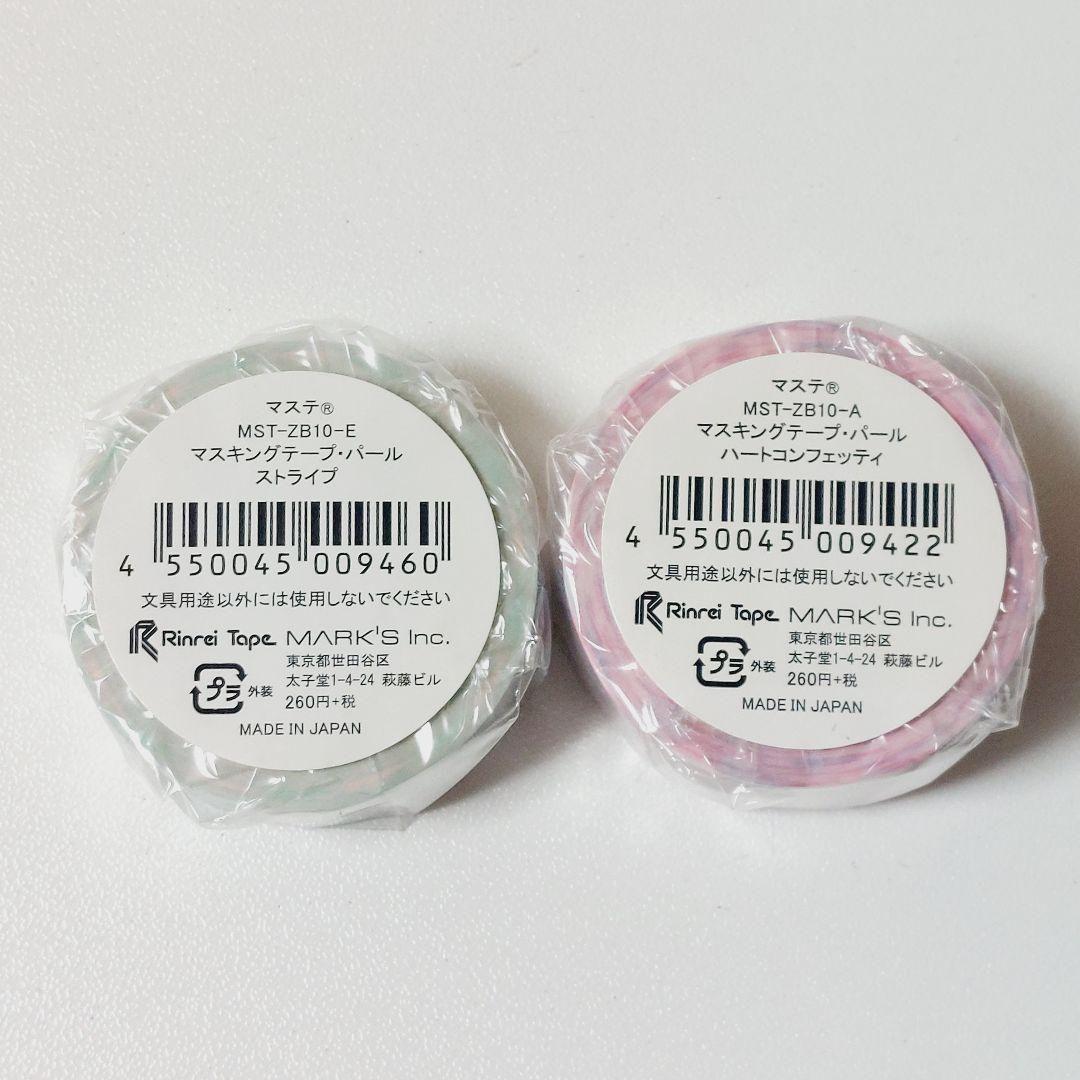 マステ®
MST-ZB10-E
マスキングテープ・パール
ストライプ
4 550045 009460
文具用途以外には使用しないでください
Rinrei Tape MARK'S Inc.
東京都世田谷区
太子堂1-4-24 萩藤ビル
プラ 外装
260円+税
MADE IN JAPAN
マステ®
MST-ZB10-A
マスキングテープ・パール
ハートコンフェッティ
4 550045 009422
文具用途以外には使用しないでください
Rinrei Tape MARK'S Inc.
東京都世田谷区
太子堂1-4-24 萩藤ビル
プラ 外装
260円+税
MADE IN JAPAN